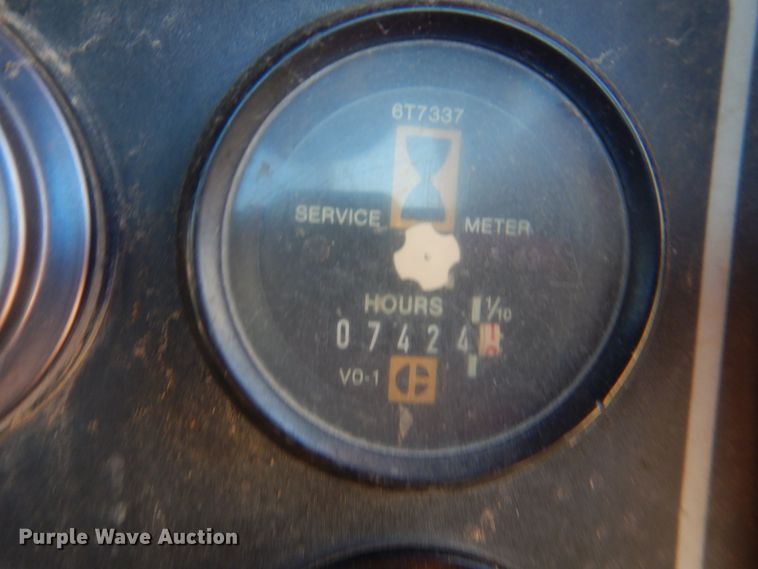 6T7337
SERVICE METER
HOURS 1/10
07424
VO-1
Purple Wave Auction